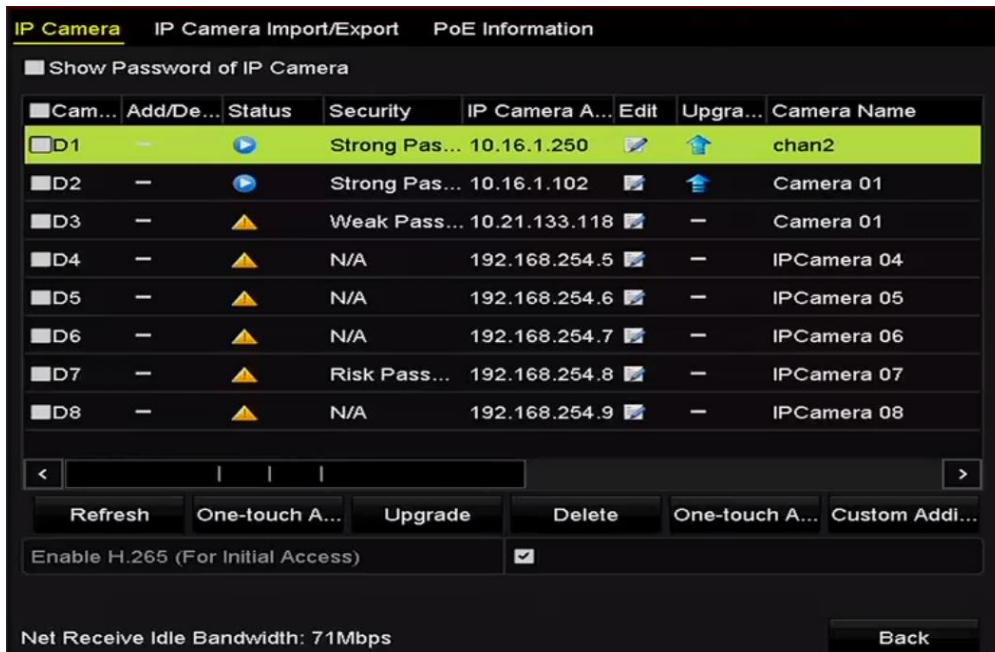 IP Camera IP Camera Import/Export PoE Information
Show Password of IP Camera
Cam... Add/De... Status Security IP Camera A... Edit Upgra... Camera Name
D1 Strong Pas... 10.16.1.250 chan2
D2 – Strong Pas... 10.16.1.102 Camera 01
D3 – Weak Pass... 10.21.133.118 – Camera 01
D4 – N/A 192.168.254.5 – IPCamera 04
D5 – N/A 192.168.254.6 – IPCamera 05
D6 – N/A 192.168.254.7 – IPCamera 06
D7 – Risk Pass... 192.168.254.8 – IPCamera 07
D8 – N/A 192.168.254.9 – IPCamera 08
< >
Refresh One-touch A... Upgrade Delete One-touch A... Custom Addi...
Enable H.265 (For Initial Access)
Net Receive Idle Bandwidth: 71Mbps Back